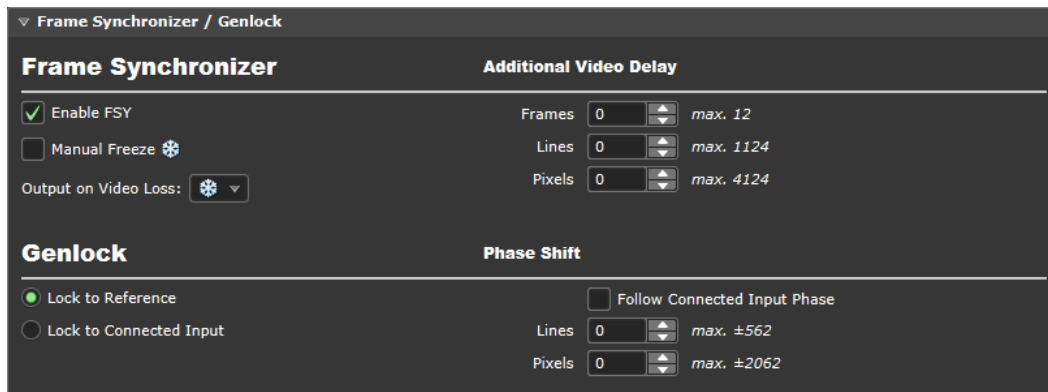 Frame Synchronizer / Genlock
Frame Synchronizer
Additional Video Delay
Enable FSY
Frames 0 max. 12
Manual Freeze
Lines 0 max. 1124
Output on Video Loss:
Pixels 0 max. 4124
Genlock
Phase Shift
Lock to Reference
Follow Connected Input Phase
Lock to Connected Input
Lines 0 max. ±562
Pixels 0 max. ±2062